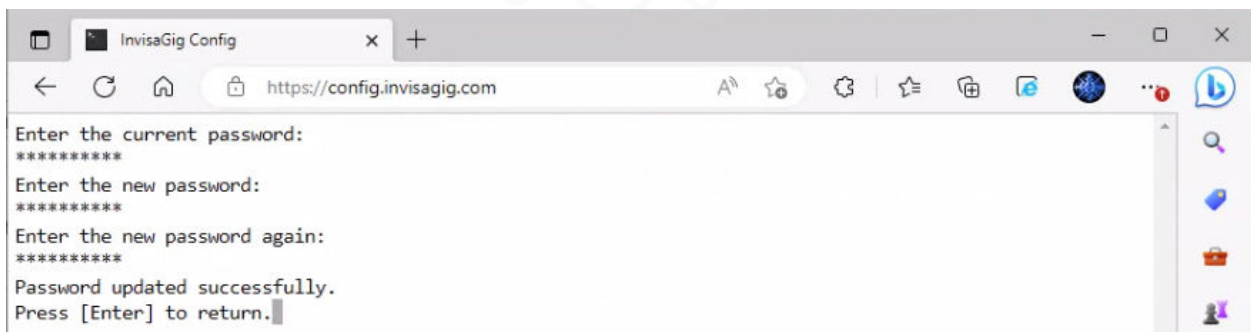 InvisaGig Config
https://config.invisagig.com
Enter the current password:
**********
Enter the new password:
**********
Enter the new password again:
**********
Password updated successfully.
Press [Enter] to return.